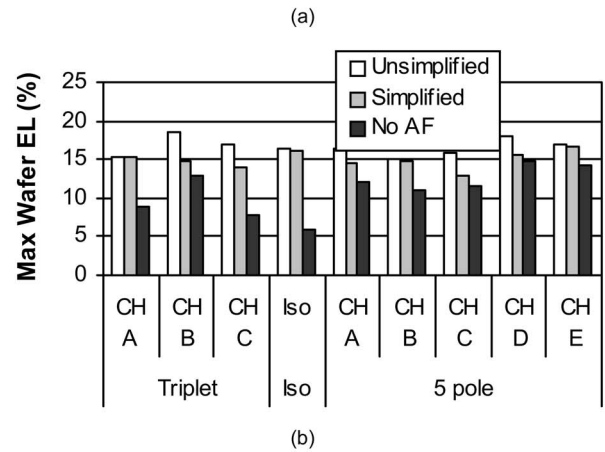 (a)
Max Wafer EL (%)
25
20
15
10
5
0
Unsimplified
Simplified
No AF
CH A
CH B
CH C
Iso
CH A
CH B
CH C
CH D
CH E
Triplet
Iso
5 pole
(b)